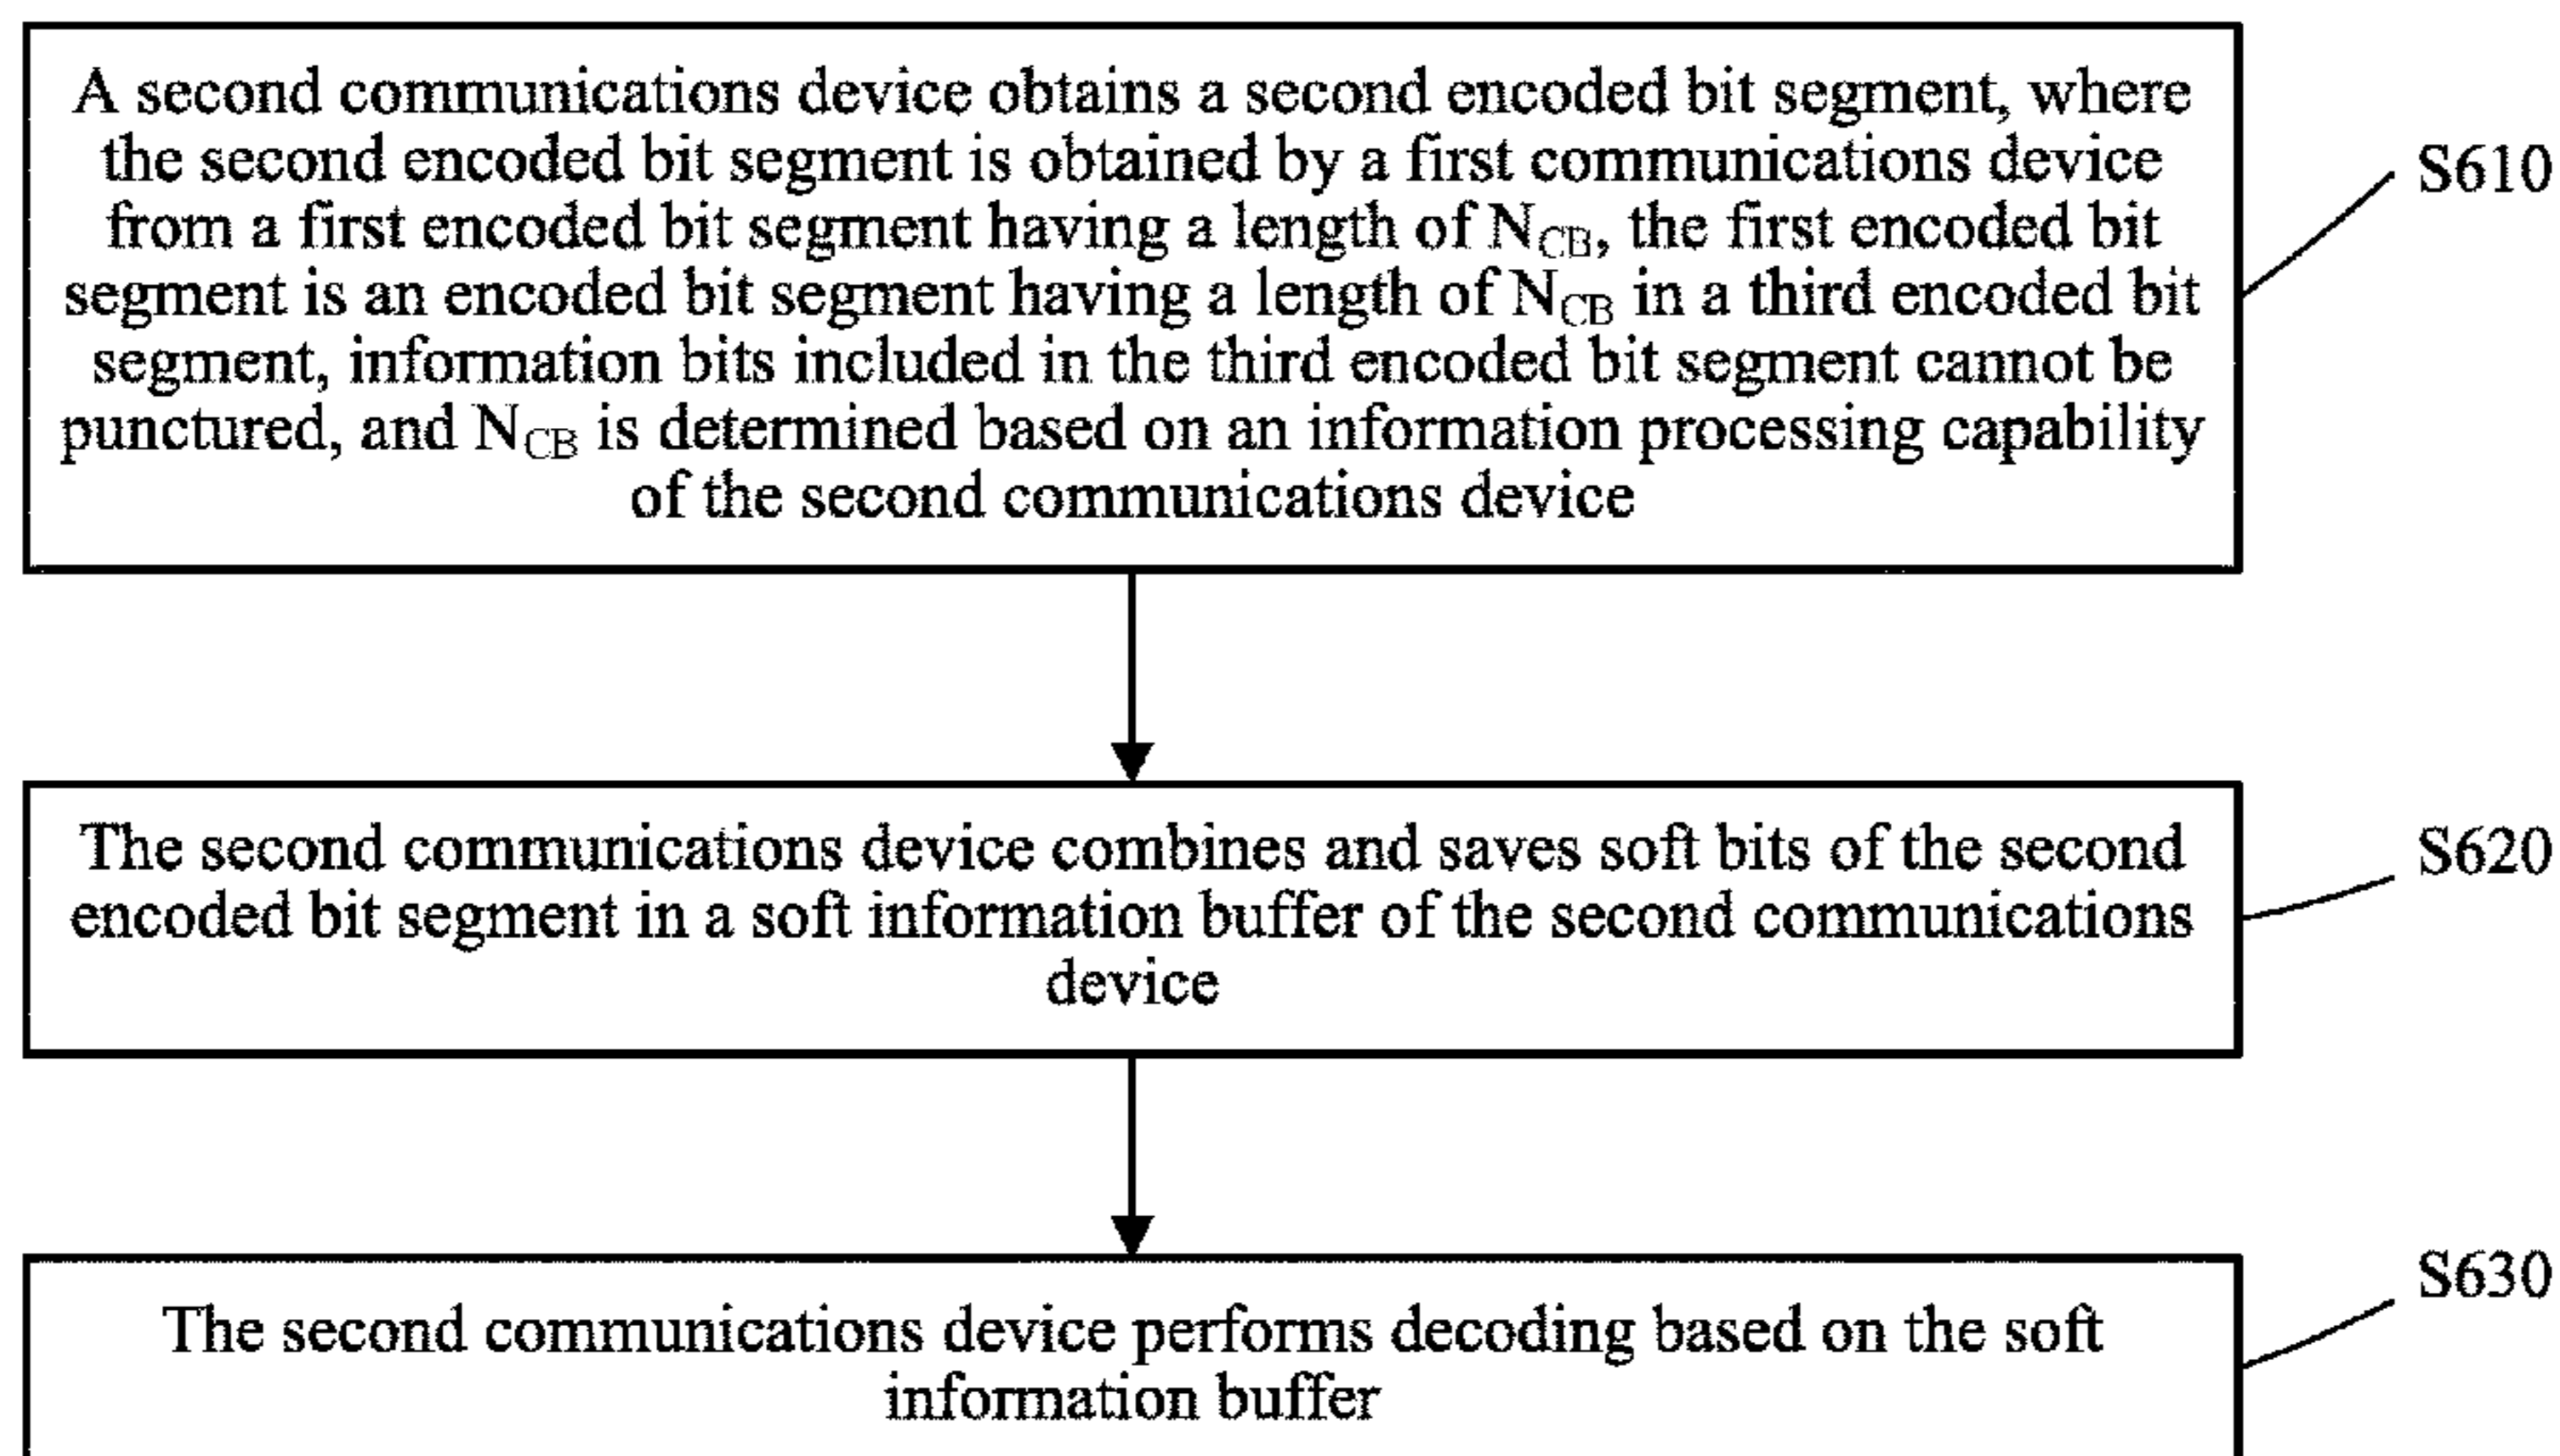 A second communications device obtains a second encoded bit segment, where
the second encoded bit segment is obtained by a first communications device
from a first encoded bit segment having a length of NCB, the first encoded bit
segment is an encoded bit segment having a length of NCB in a third encoded bit
segment, information bits included in the third encoded bit segment cannot be
punctured, and NCB is determined based on an information processing capability
of the second communications device
S610
The second communications device combines and saves soft bits of the second
encoded bit segment in a soft information buffer of the second communications
device
S620
The second communications device performs decoding based on the soft
information buffer
S630